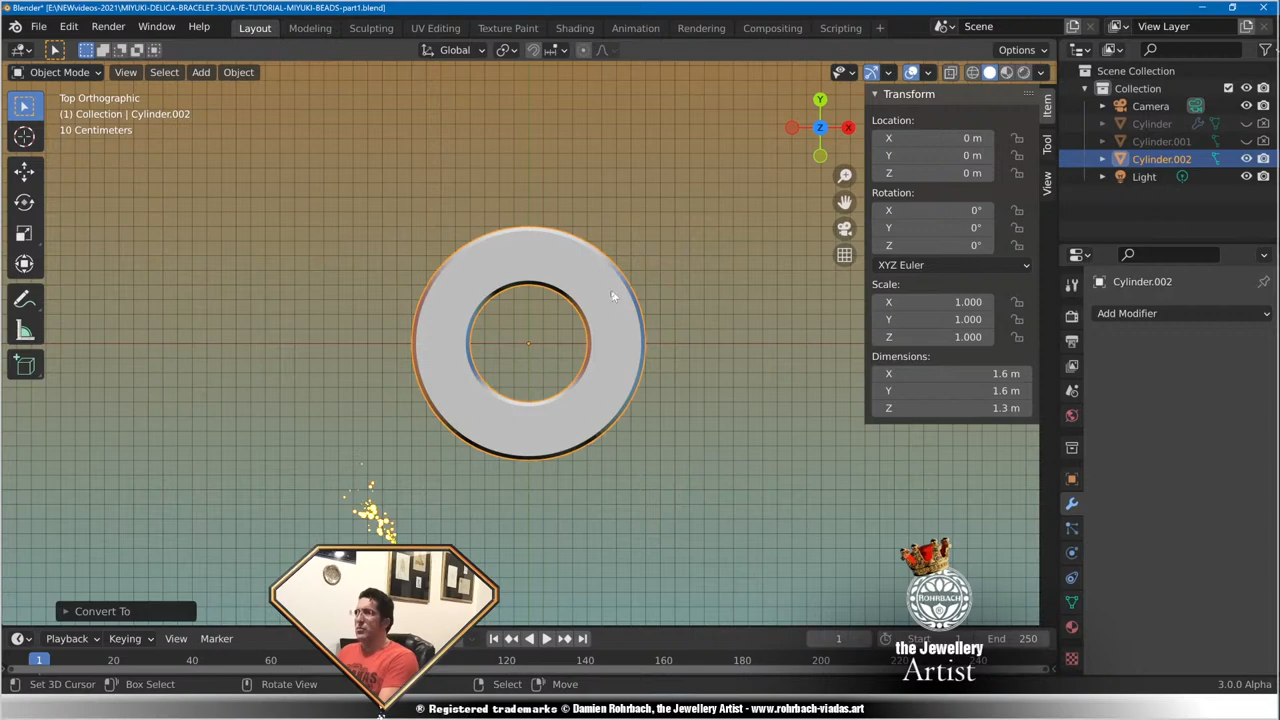 Blender* [E:\NEWvideos-2021\MIYUKI-DELICA-BRACELET-3D\LIVE-TUTORIAL-MIYUKI-BEADS-part1.blend]
File Edit Render Window Help Layout Modeling Sculpting UV Editing Texture Paint Shading Animation Rendering Compositing Scripting + Scene View Layer
Global Options
Object Mode View Select Add Object
Top Orthographic
(1) Collection | Cylinder.002
10 Centimeters
Y
Z
X
Transform
Location:
X 0 m
Y 0 m
Z 0 m
Rotation:
X 0°
Y 0°
Z 0°
XYZ Euler
Scale:
X 1.000
Y 1.000
Z 1.000
Dimensions:
X 1.6 m
Y 1.6 m
Z 1.3 m
Item
Tool
View
Scene Collection
Collection
Camera
Cylinder
Cylinder.001
Cylinder.002
Light
Cylinder.002
Add Modifier
Convert To
ROHRBACH
the Jewellery
Artist
Playback Keying View Marker 1 Start 1 End 250
1 20 40 60 120 140 160 180 200 220 240
Set 3D Cursor Box Select Rotate View Select Move 3.0.0 Alpha
® Registered trademarks © Damien Rohrbach, the Jewellery Artist - www.rohrbach-viadas.art